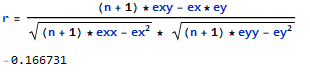 r = ((n + 1) * exy - ex * ey) / (√((n + 1) * exx - ex²) * √((n + 1) * eyy - ey²))
-0.166731